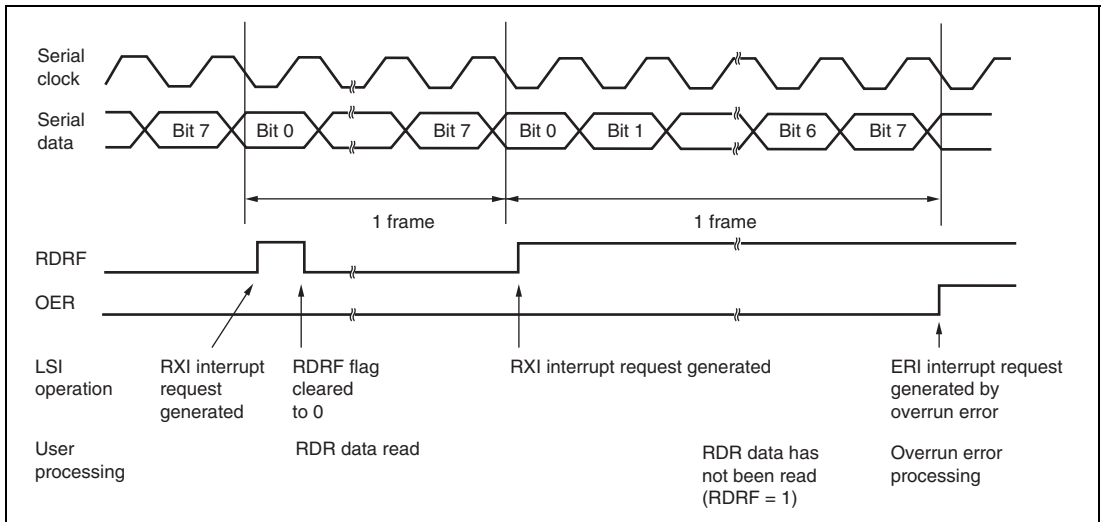 Serial
clock
Serial
data
Bit 7
Bit 0
Bit 7
Bit 0
Bit 1
Bit 6
Bit 7
1 frame
1 frame
RDRF
OER
LSI
operation
RXI interrupt
request
generated
RDRF flag
cleared
to 0
RXI interrupt request generated
ERI interrupt request
generated by
overrun error
User
processing
RDR data read
RDR data has
not been read
(RDRF = 1)
Overrun error
processing